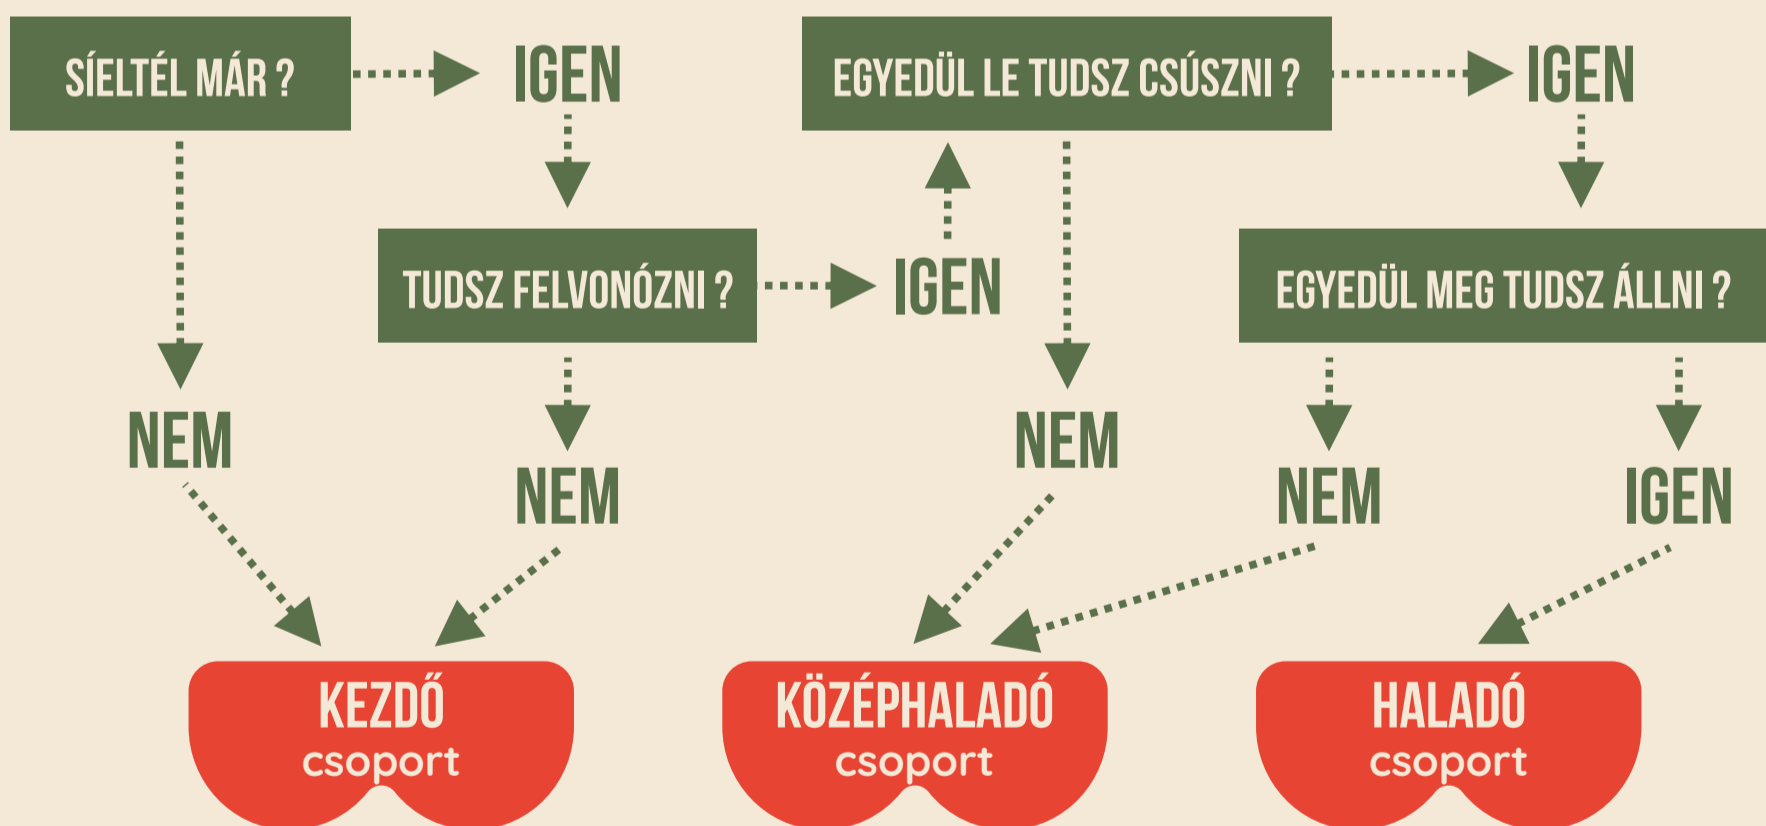 SÍELTÉL MÁR ?
IGEN
EGYEDÜL LE TUDSZ CSÚSZNI ?
IGEN
TUDSZ FELVONÓZNI ?
IGEN
EGYEDÜL MEG TUDSZ ÁLLNI ?
NEM
NEM
NEM
NEM
IGEN
KEZDŐ
csoport
KÖZÉPHALADÓ
csoport
HALADÓ
csoport